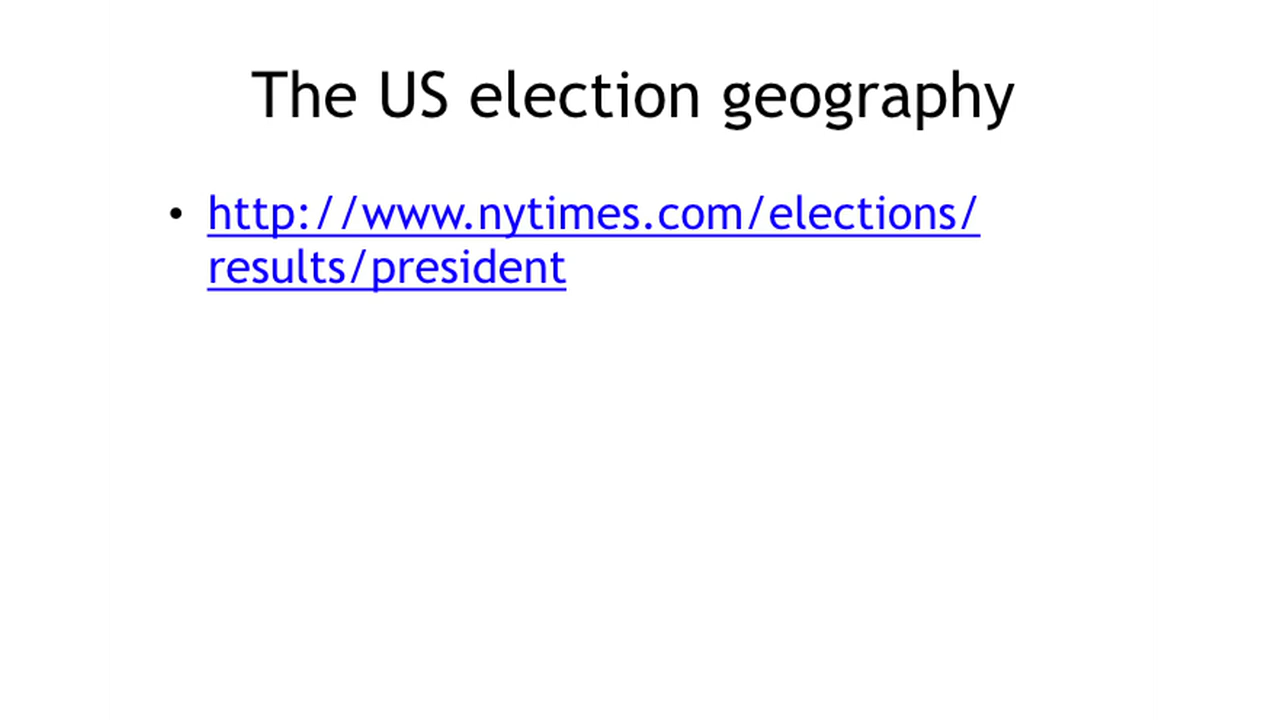 The US election geography
• http://www.nytimes.com/elections/
results/president